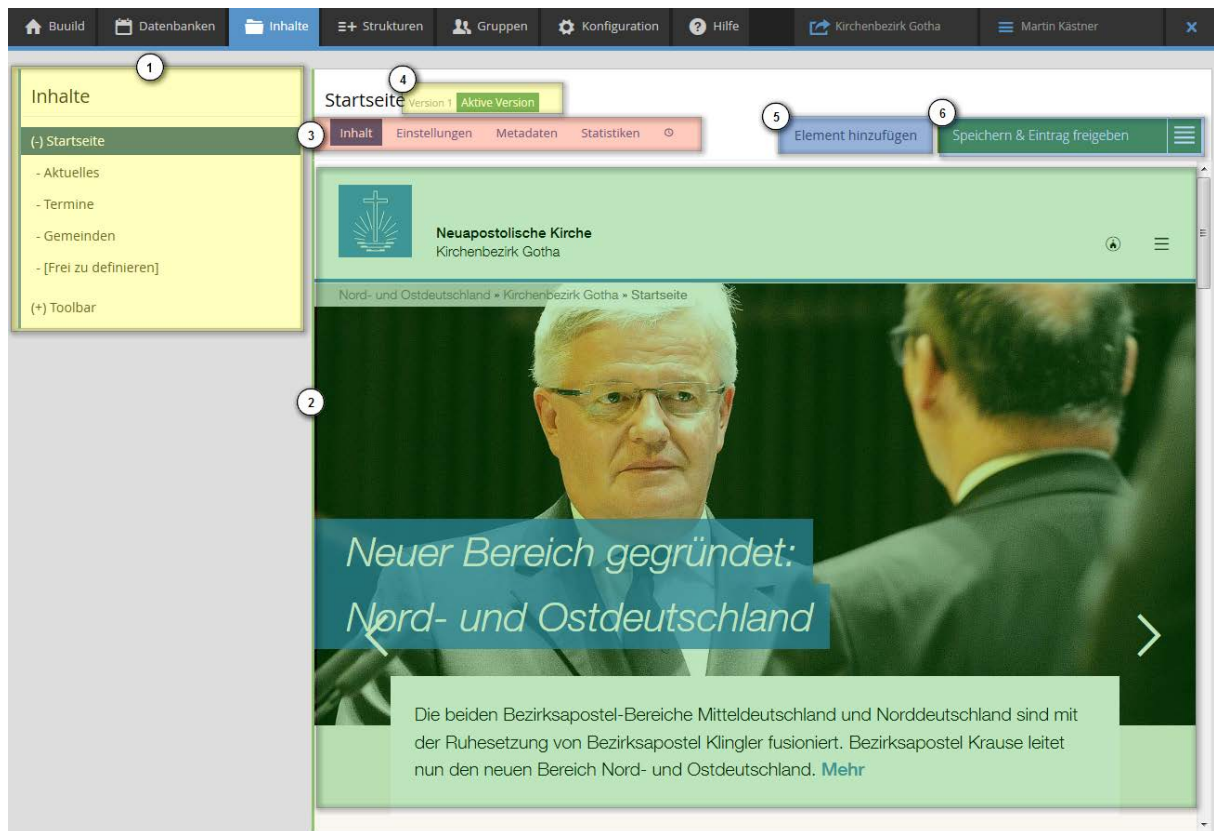 Buuild Datenbanken Inhalte Strukturen Gruppen Konfiguration ? Hilfe Kirchenbezirk Gotha Martin Kästner x
1
Inhalte
(-) Startseite
- Aktuelles
- Termine
- Gemeinden
- [Frei zu definieren]
(+) Toolbar
4
Startseite Version 1 Aktive Version
3
Inhalt Einstellungen Metadaten Statistiken
5
Element hinzufügen
6
Speichern & Eintrag freigeben
Neuapostolische Kirche
Kirchenbezirk Gotha
Nord- und Ostdeutschland » Kirchenbezirk Gotha » Startseite
2
Neuer Bereich gegründet:
Nord- und Ostdeutschland
Die beiden Bezirksapostel-Bereiche Mitteldeutschland und Norddeutschland sind mit
der Ruhesetzung von Bezirksapostel Klingler fusioniert. Bezirksapostel Krause leitet
nun den neuen Bereich Nord- und Ostdeutschland. Mehr